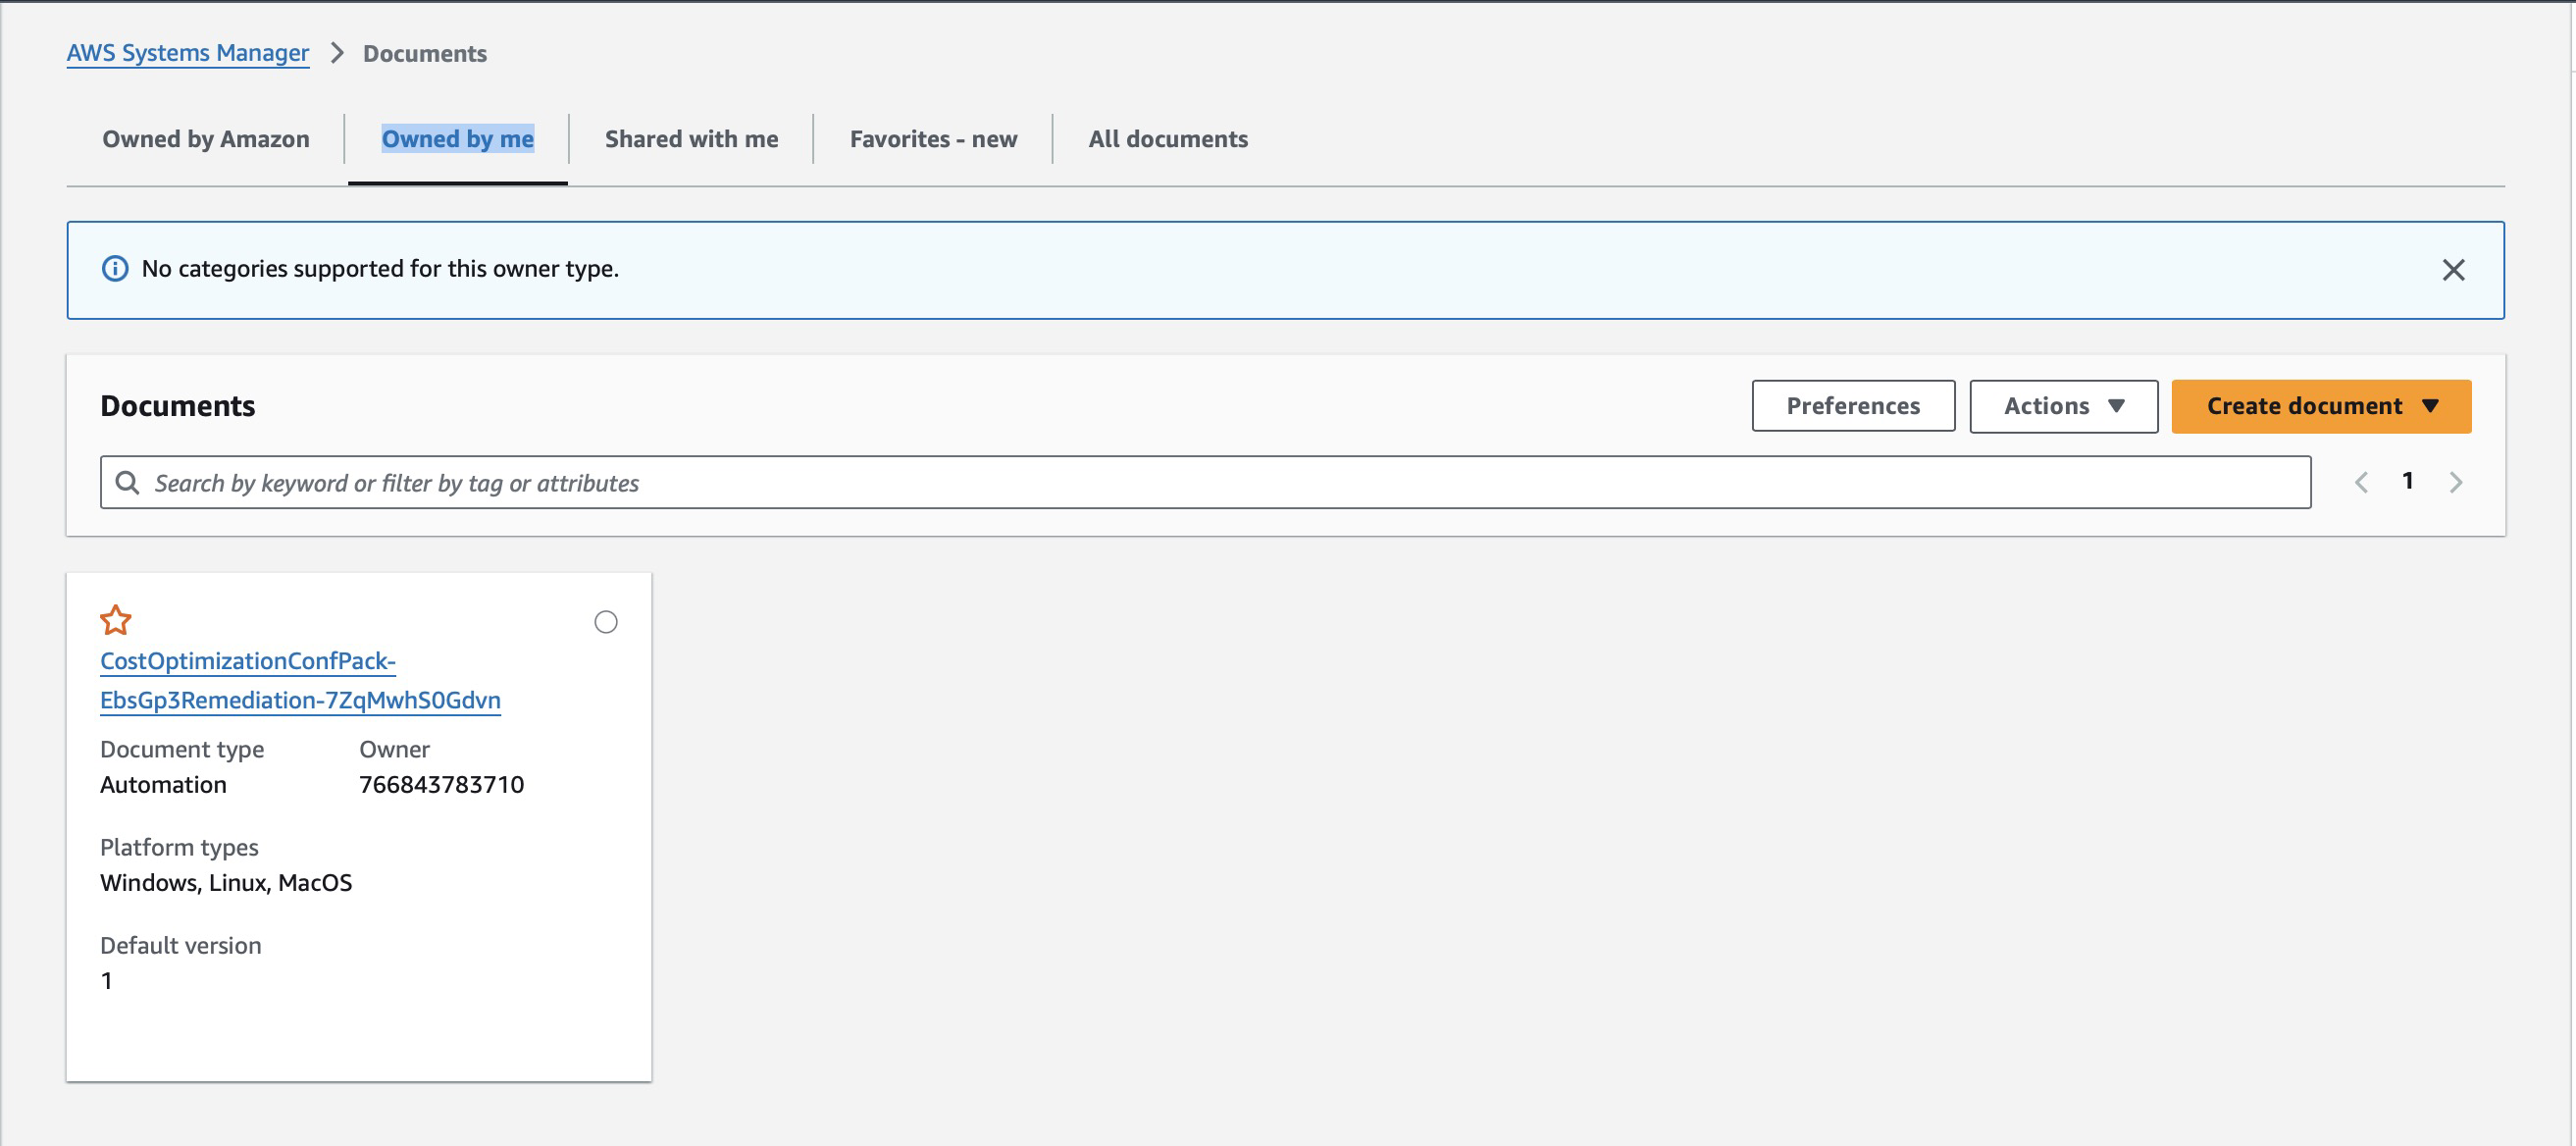 AWS Systems Manager > Documents
Owned by Amazon Owned by me Shared with me Favorites - new All documents
No categories supported for this owner type.
Documents Preferences Actions Create document
Search by keyword or filter by tag or attributes 1
CostOptimizationConfPack-
EbsGp3Remediation-7ZqMwhS0Gdvn
Document type Owner
Automation 766843783710
Platform types
Windows, Linux, MacOS
Default version
1